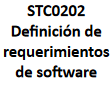 STC0202
Definición de
requerimientos
de software